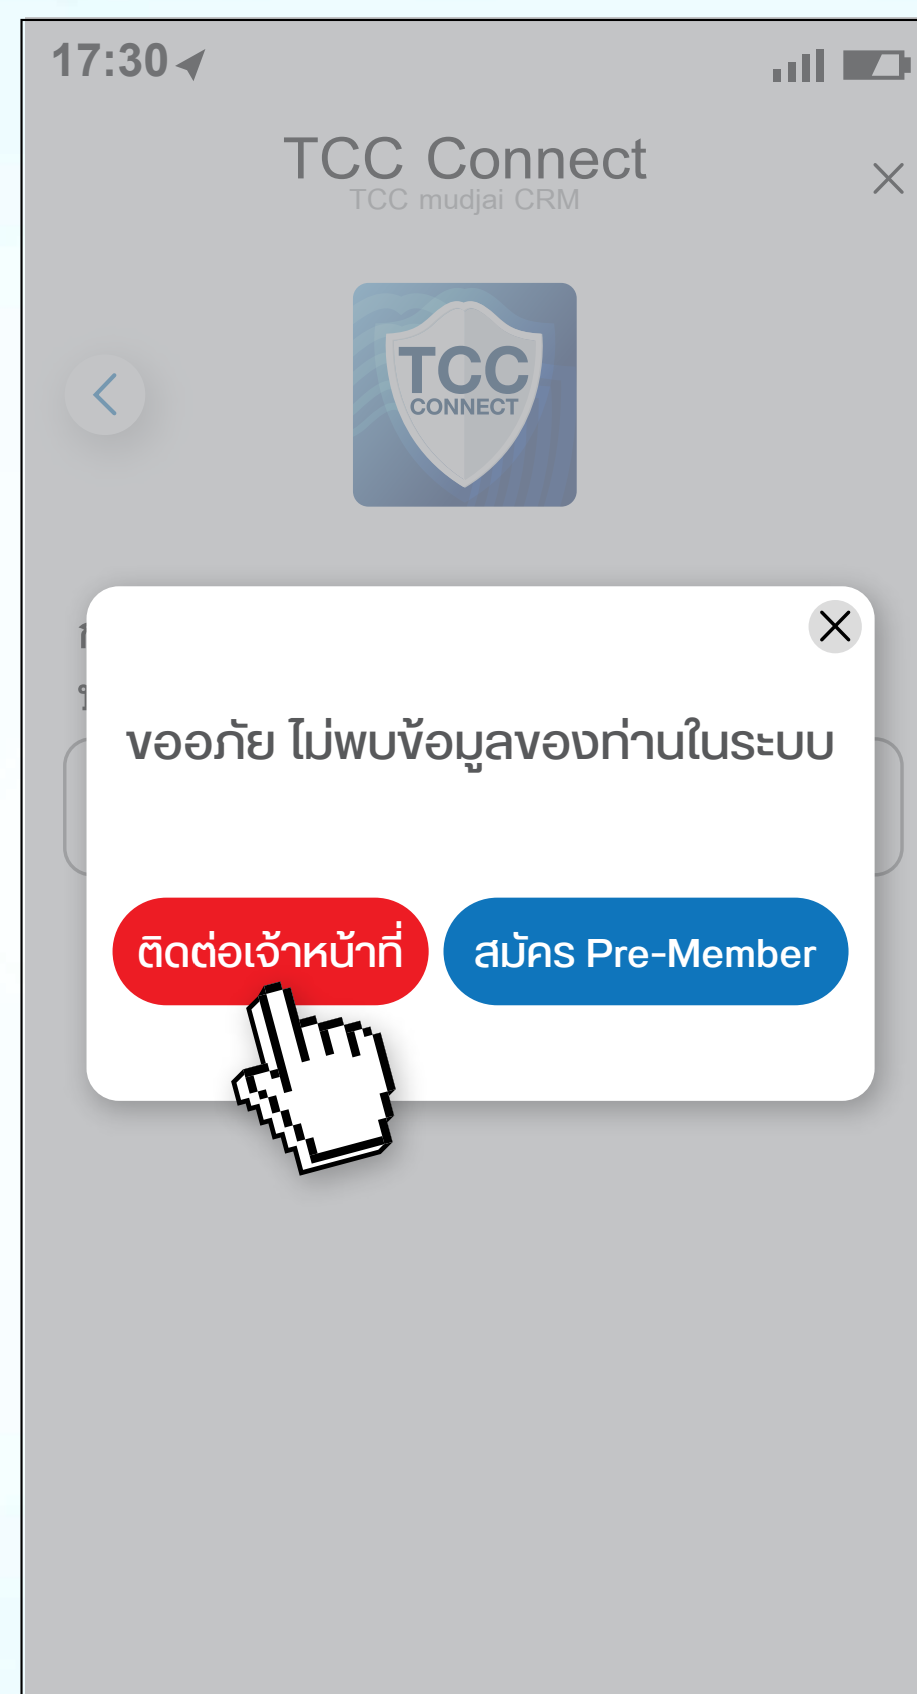 17:30
TCC Connect
TCC mudjai CRM
TCC
CONNECT
ขออภัย ไม่พบข้อมูลของท่านในระบบ
ติดต่อเจ้าหน้าที่
สมัคร Pre-Member